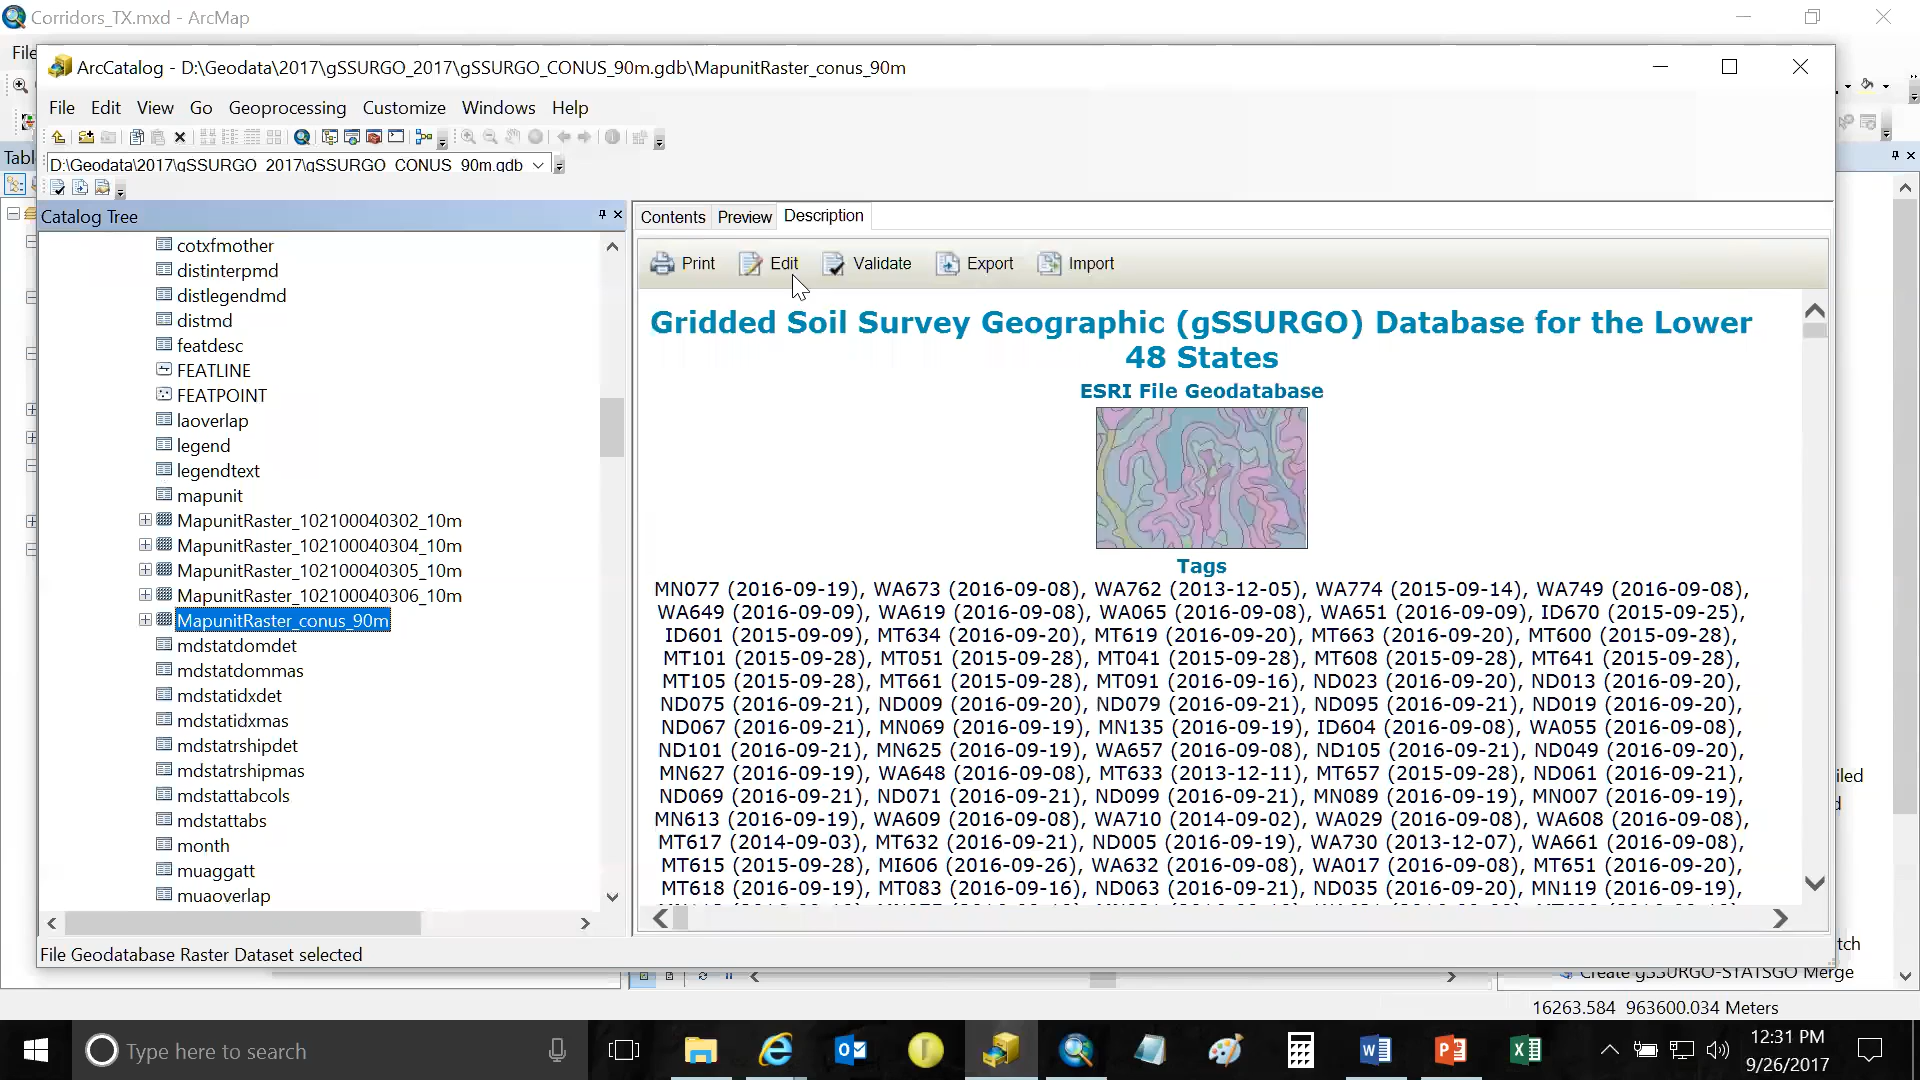 Corridors_TX.mxd - ArcMap
File
ArcCatalog - D:\Geodata\2017\gSSURGO_2017\gSSURGO_CONUS_90m.gdb\MapunitRaster_conus_90m
File Edit View Go Geoprocessing Customize Windows Help
D:\Geodata\2017\gSSURGO_2017\gSSURGO_CONUS_90m.gdb
Catalog Tree
cotxfmother
distinterpmd
distlegendmd
distmd
featdesc
FEATLINE
FEATPOINT
laoverlap
legend
legendtext
mapunit
MapunitRaster_102100040302_10m
MapunitRaster_102100040304_10m
MapunitRaster_102100040305_10m
MapunitRaster_102100040306_10m
MapunitRaster_conus_90m
mdstatdomdet
mdstatdommas
mdstatidxdet
mdstatidxmas
mdstatrshipdet
mdstatrshipmas
mdstattabcols
mdstattabs
month
muaggatt
muaoverlap
Contents Preview Description
Print Edit Validate Export Import
Gridded Soil Survey Geographic (gSSURGO) Database for the Lower
48 States
ESRI File Geodatabase
Tags
MN077 (2016-09-19), WA673 (2016-09-08), WA762 (2013-12-05), WA774 (2015-09-14), WA749 (2016-09-08),
WA649 (2016-09-09), WA619 (2016-09-08), WA065 (2016-09-08), WA651 (2016-09-09), ID670 (2015-09-25),
ID601 (2015-09-09), MT634 (2016-09-20), MT619 (2016-09-20), MT663 (2016-09-20), MT600 (2015-09-28),
MT101 (2015-09-28), MT051 (2015-09-28), MT041 (2015-09-28), MT608 (2015-09-28), MT641 (2015-09-28),
MT105 (2015-09-28), MT661 (2015-09-28), MT091 (2016-09-16), ND023 (2016-09-20), ND013 (2016-09-20),
ND075 (2016-09-21), ND009 (2016-09-20), ND079 (2016-09-21), ND095 (2016-09-21), ND019 (2016-09-20),
ND067 (2016-09-21), MN069 (2016-09-19), MN135 (2016-09-19), ID604 (2016-09-08), WA055 (2016-09-08),
ND101 (2016-09-21), MN625 (2016-09-19), WA657 (2016-09-08), ND105 (2016-09-21), ND049 (2016-09-20),
MN627 (2016-09-19), WA648 (2016-09-08), MT633 (2013-12-11), MT657 (2015-09-28), ND061 (2016-09-21),
ND069 (2016-09-21), ND071 (2016-09-21), ND099 (2016-09-21), MN089 (2016-09-19), MN007 (2016-09-19),
MN613 (2016-09-19), WA609 (2016-09-08), WA710 (2014-09-02), WA029 (2016-09-08), WA608 (2016-09-08),
MT617 (2014-09-03), MT632 (2016-09-21), ND005 (2016-09-19), WA730 (2013-12-07), WA661 (2016-09-08),
MT615 (2015-09-28), MI606 (2016-09-26), WA632 (2016-09-08), WA017 (2016-09-08), MT651 (2016-09-20),
MT618 (2016-09-19), MT083 (2016-09-16), ND063 (2016-09-21), ND035 (2016-09-20), MN119 (2016-09-19),
File Geodatabase Raster Dataset selected
Create gSSURGO-STATSGO Merge
16263.584 963600.034 Meters
Type here to search
12:31 PM
9/26/2017